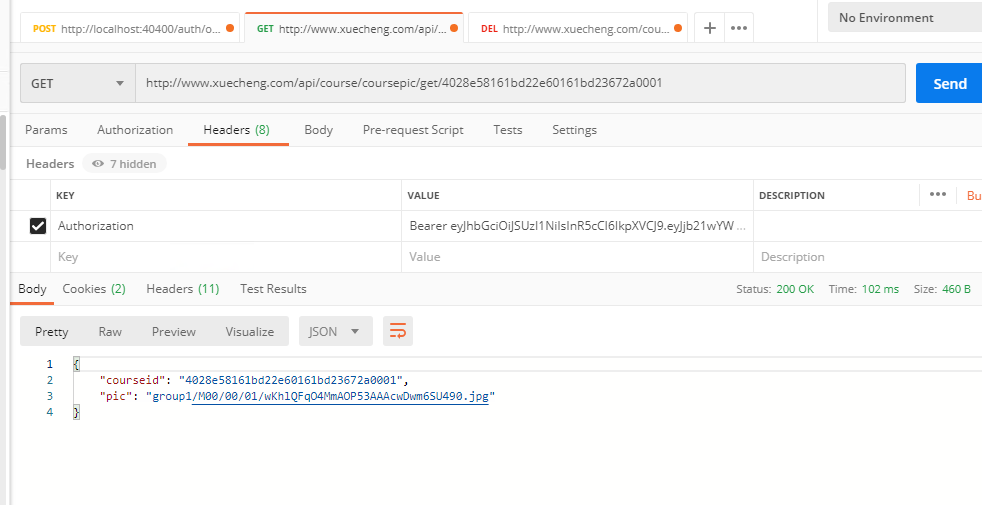 POST http://localhost:40400/auth/o... GET http://www.xuecheng.com/api/... DEL http://www.xuecheng.com/cou... + ••• No Environment
GET http://www.xuecheng.com/api/course/coursepic/get/4028e58161bd22e60161bd23672a0001 Send
Params Authorization Headers (8) Body Pre-request Script Tests Settings
Headers 7 hidden
KEY VALUE DESCRIPTION ••• Bu
Authorization Bearer eyJhbGciOiJSUzI1NiIsInR5cCI6IkpXVCJ9.eyJjb21wYW ...
Key Value Description
Body Cookies (2) Headers (11) Test Results Status: 200 OK Time: 102 ms Size: 460 B
Pretty Raw Preview Visualize JSON
1 {
2 "courseid": "4028e58161bd22e60161bd23672a0001",
3 "pic": "group1/M00/00/01/wKhlQFqO4MmAOP53AAAcwDwm6SU490.jpg"
4 }